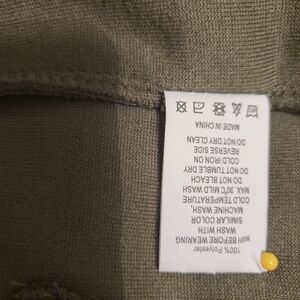 100% Polyester
WASH BEFORE WEARING
WASH WITH
SIMILAR COLOR
MACHINE WASH,
COLD TEMPERATURE
MAX. 30℃ MILD WASH
DO NOT BLEACH
DO NOT TUMBLE DRY
COLD IRON ON
REVERSE SIDE
DO NOT DRY CLEAN
MADE IN CHINA